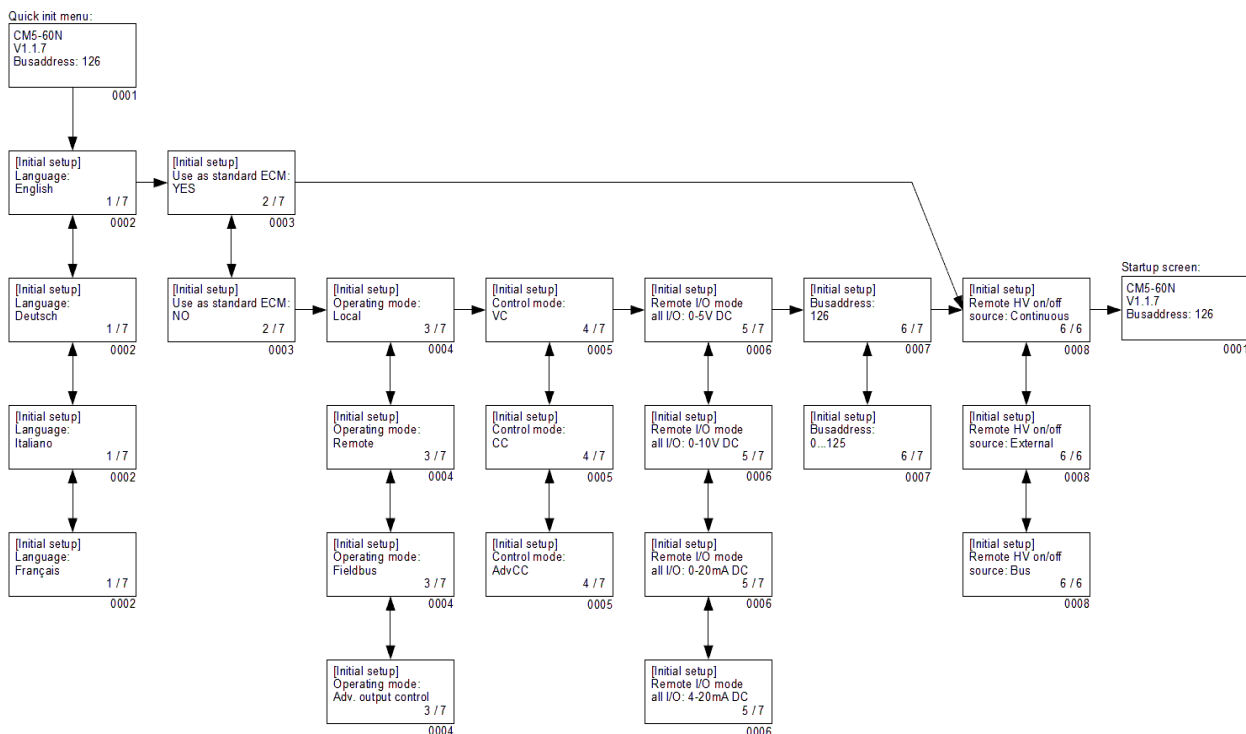 Quick init menu:
CM5-60N
V1.1.7
Busaddress: 126
0001
[Initial setup]
Language:
English
1 / 7
0002
[Initial setup]
Use as standard ECM:
YES
2 / 7
0003
[Initial setup]
Language:
Deutsch
1 / 7
0002
[Initial setup]
Use as standard ECM:
NO
2 / 7
0003
[Initial setup]
Operating mode:
Local
3 / 7
0004
[Initial setup]
Control mode:
VC
4 / 7
0005
[Initial setup]
Remote I/O mode
all I/O: 0-5V DC
5 / 7
0006
[Initial setup]
Busaddress:
126
6 / 7
0007
[Initial setup]
Remote HV on/off
source: Continuous
6 / 6
0008
Startup screen:
CM5-60N
V1.1.7
Busaddress: 126
0001
[Initial setup]
Language:
Italiano
1 / 7
0002
[Initial setup]
Operating mode:
Remote
3 / 7
0004
[Initial setup]
Control mode:
CC
4 / 7
0005
[Initial setup]
Remote I/O mode
all I/O: 0-10V DC
5 / 7
0006
[Initial setup]
Busaddress:
0...125
6 / 7
0007
[Initial setup]
Remote HV on/off
source: External
6 / 6
0008
[Initial setup]
Language:
Français
1 / 7
0002
[Initial setup]
Operating mode:
Fieldbus
3 / 7
0004
[Initial setup]
Control mode:
AdvCC
4 / 7
0005
[Initial setup]
Remote I/O mode
all I/O: 0-20mA DC
5 / 7
0006
[Initial setup]
Remote HV on/off
source: Bus
6 / 6
0008
[Initial setup]
Operating mode:
Adv. output control
3 / 7
0004
[Initial setup]
Remote I/O mode
all I/O: 4-20mA DC
5 / 7
0006